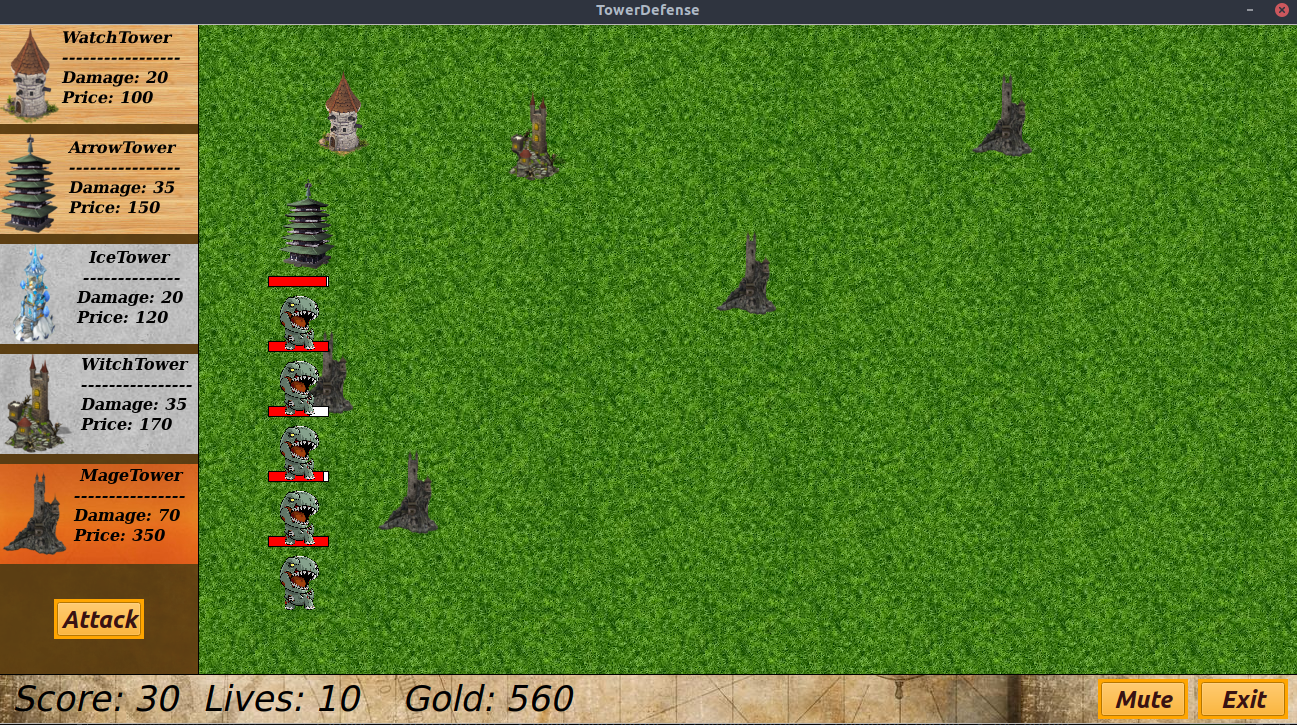 TowerDefense
WatchTower
-----------------
Damage: 20
Price: 100
ArrowTower
----------------
Damage: 35
Price: 150
IceTower
--------------
Damage: 20
Price: 120
WitchTower
----------------
Damage: 35
Price: 170
MageTower
----------------
Damage: 70
Price: 350
Attack
Score: 30 Lives: 10 Gold: 560
Mute Exit